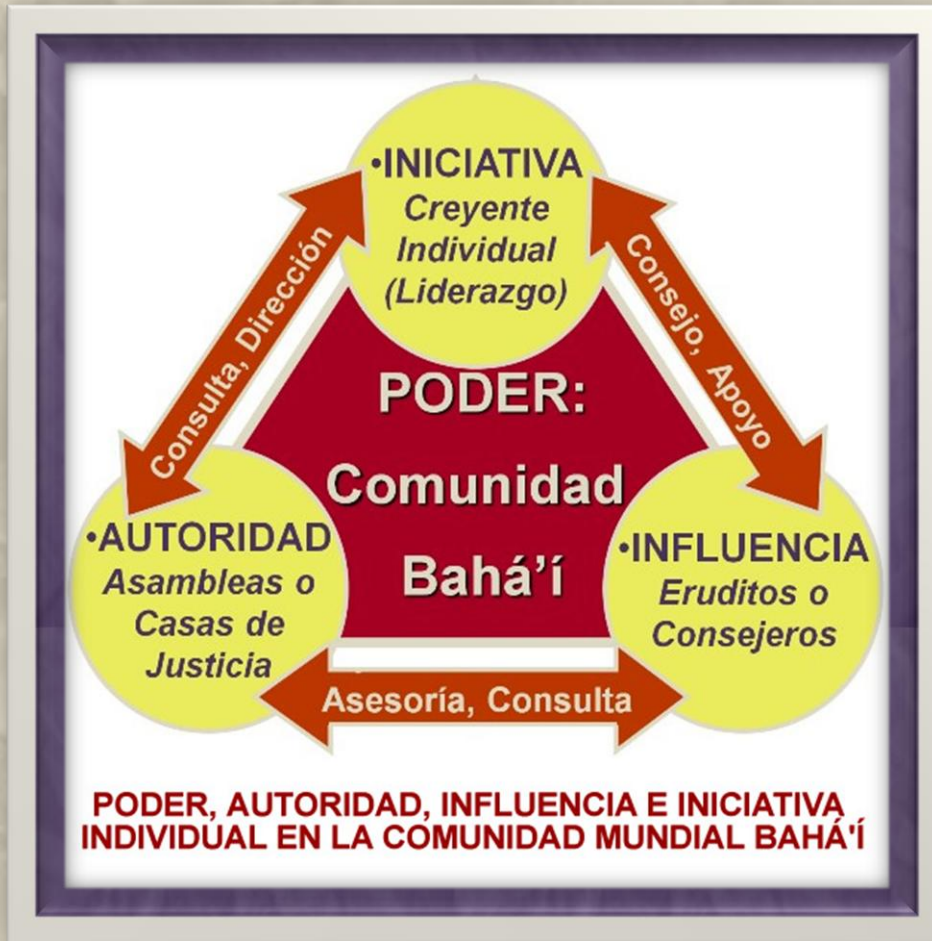 •INICIATIVA
Creyente
Individual
(Liderazgo)
Consulta, Dirección
Consejo, Apoyo
PODER:
Comunidad
Bahá’í
•AUTORIDAD
Asambleas o
Casas de
Justicia
•INFLUENCIA
Eruditos o
Consejeros
Asesoría, Consulta
PODER, AUTORIDAD, INFLUENCIA E INICIATIVA
INDIVIDUAL EN LA COMUNIDAD MUNDIAL BAHÁ'Í